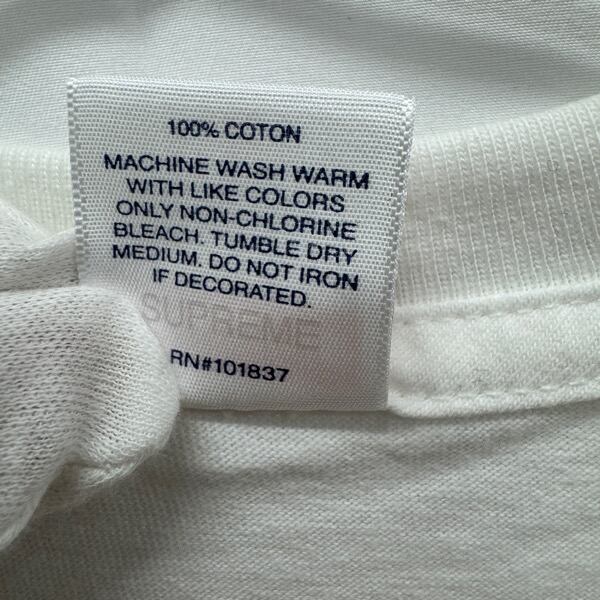 100% COTON
MACHINE WASH WARM
WITH LIKE COLORS
ONLY NON-CHLORINE
BLEACH. TUMBLE DRY
MEDIUM. DO NOT IRON
IF DECORATED.
SUPREME
RN#101837